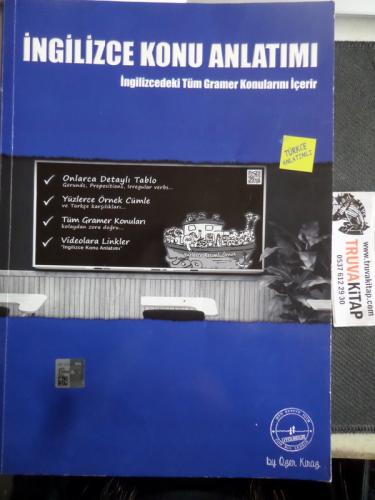 İNGİLİZCE KONU ANLATIMI
İngilizcedeki Tüm Gramer Konularını İçerir
TÜRKÇE
ANLATIMLI
Onlarca Detaylı Tablo
Gerunds, Prepositions, Irregular verbs...
Yüzlerce Örnek Cümle
ve Türkçe karşılıkları...
Tüm Gramer Konuları
kolaydan zora doğru...
Videolara Linkler
"İngilizce Konu Anlatımı"
www.truvakitap.com
TRUVAKİTAP
0537 612 29 30
by Özer Kiraz